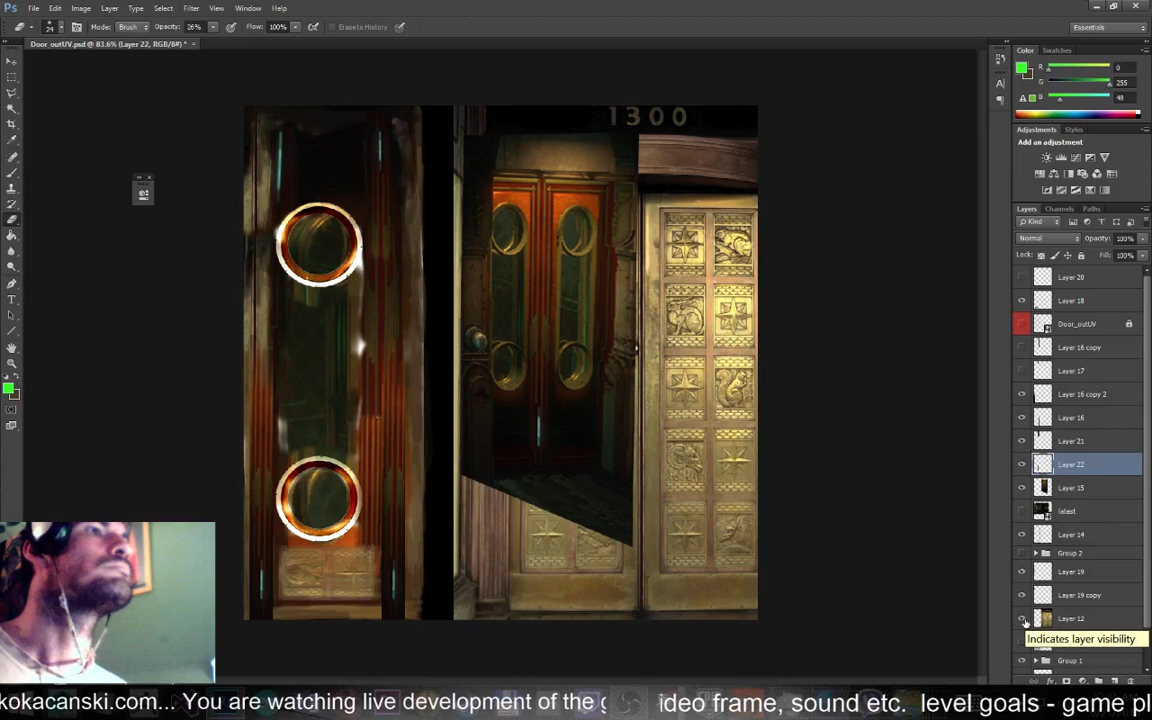 Ps File Edit Image Layer Type Select Filter View Window Help
24 Mode: Brush Opacity: 26% Flow: 100% Erase to History Essentials
Door_outUV.psd @ 83.6% (Layer 22, RGB/8#) * ×
Color Swatches
R 0
G 255
B 48
1300
Adjustments Styles
Add an adjustment
Layers Channels Paths
Kind
Normal Opacity: 100%
Lock: Fill: 100%
Layer 20
Layer 18
Door_outUV
Layer 16 copy
Layer 17
Layer 16 copy 2
Layer 16
Layer 21
Layer 22
Layer 15
latest
Layer 14
Group 2
Layer 19
Layer 19 copy
Layer 12
Indicates layer visibility
Group 1
kokacanski.com... You are watching live development of the g ideo frame, sound etc. level goals - game pl